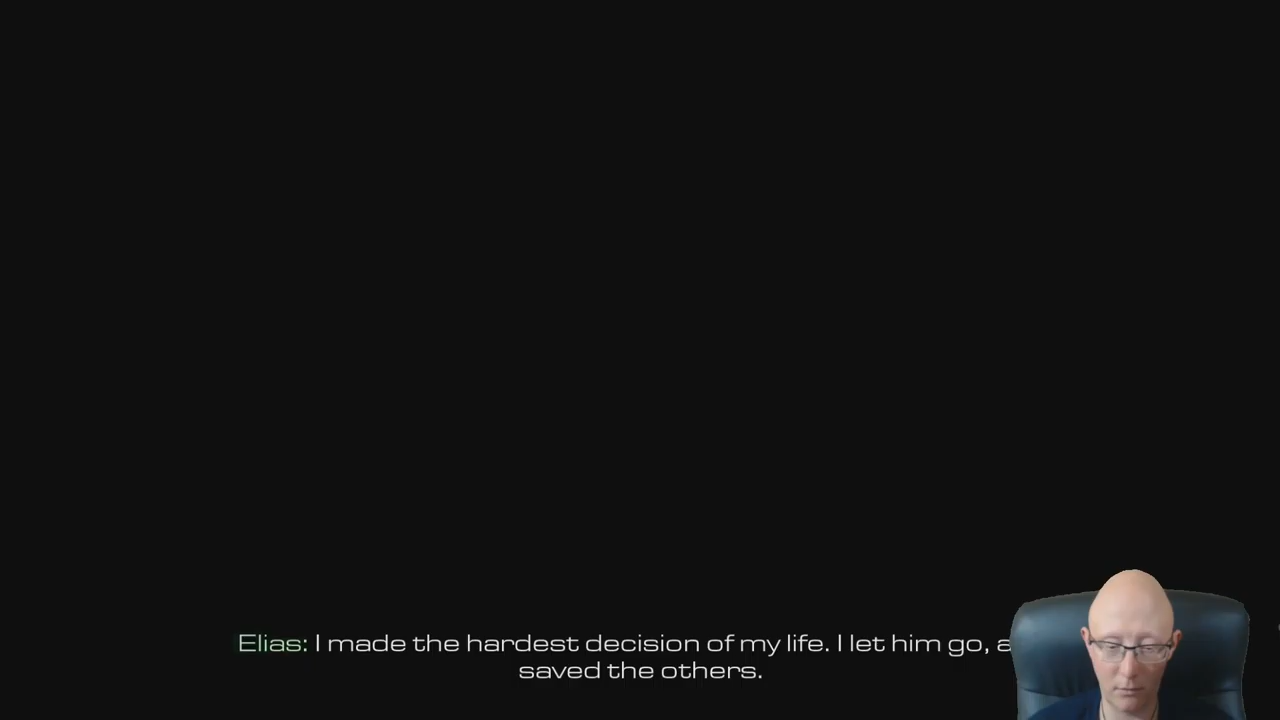 Elias: I made the hardest decision of my life. I let him go,
saved the others.